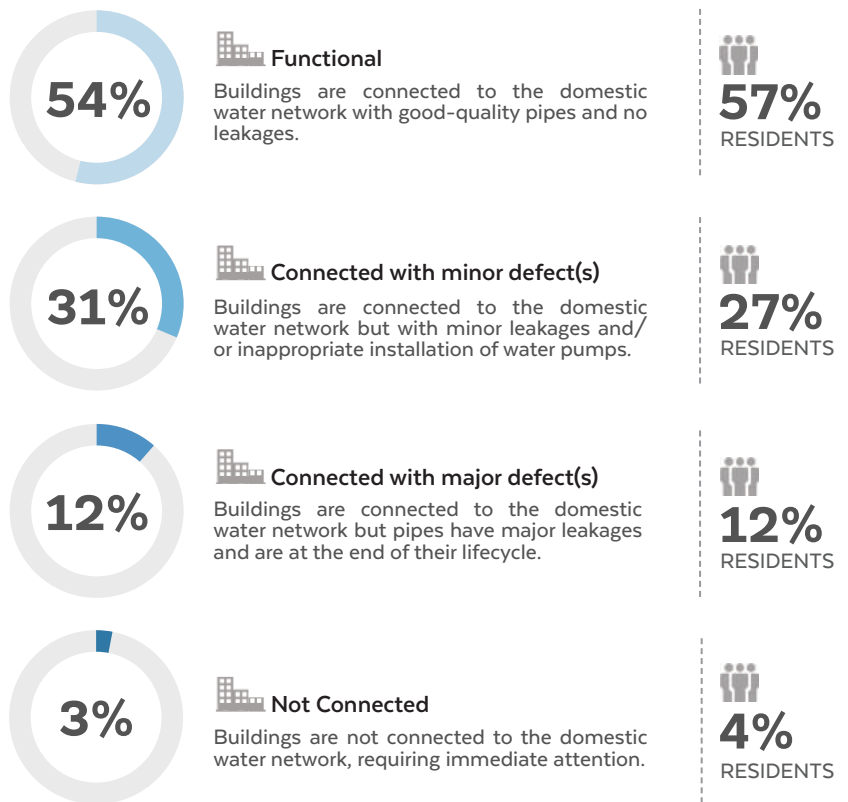 54%
Functional
Buildings are connected to the domestic
water network with good-quality pipes and no
leakages.
57%
RESIDENTS
31%
Connected with minor defect(s)
Buildings are connected to the domestic
water network but with minor leakages and/
or inappropriate installation of water pumps.
27%
RESIDENTS
12%
Connected with major defect(s)
Buildings are connected to the domestic
water network but pipes have major leakages
and are at the end of their lifecycle.
12%
RESIDENTS
3%
Not Connected
Buildings are not connected to the domestic
water network, requiring immediate attention.
4%
RESIDENTS